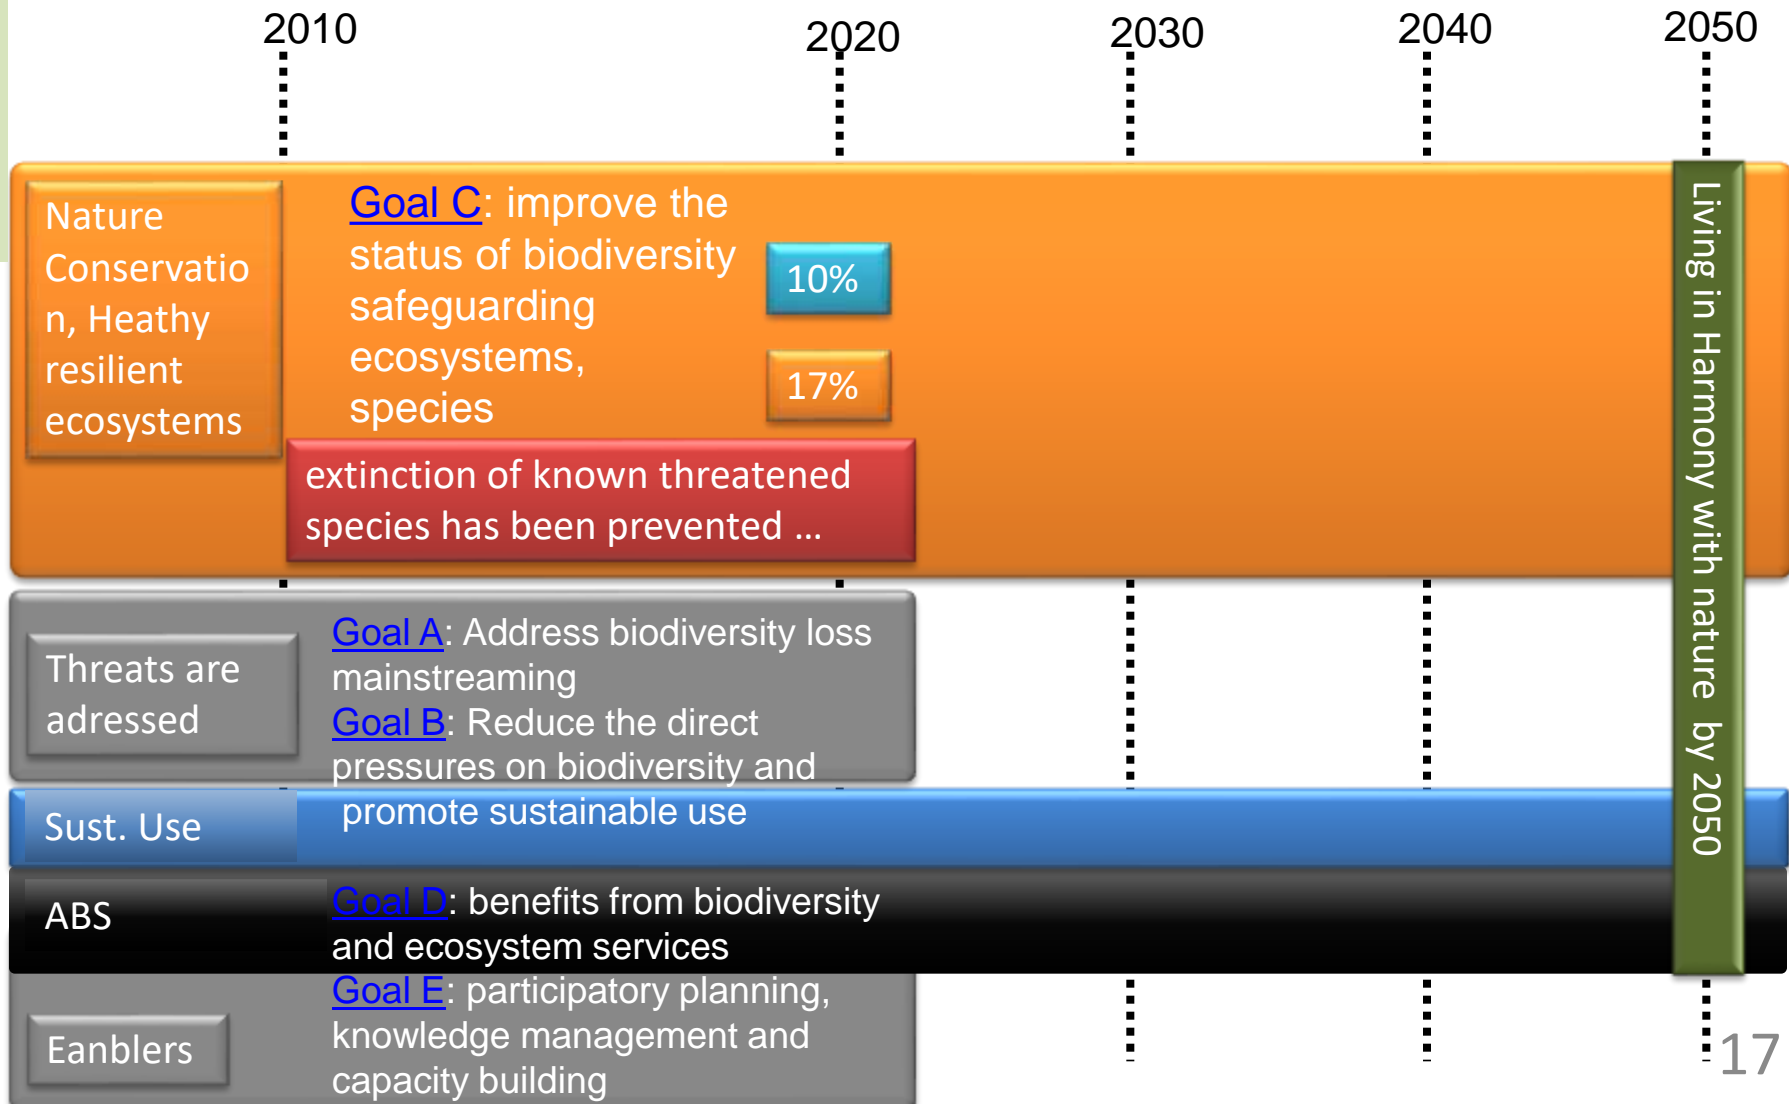 2010
2020
2030
2040
2050
Nature
Conservatio
n, Heathy
resilient
ecosystems
Goal C: improve the
status of biodiversity
safeguarding
ecosystems,
species
10%
17%
extinction of known threatened
species has been prevented ...
Living in Harmony with nature by 2050
Threats are
adressed
Goal A: Address biodiversity loss
mainstreaming
Goal B: Reduce the direct
pressures on biodiversity and
promote sustainable use
Sust. Use
ABS
Goal D: benefits from biodiversity
and ecosystem services
Eanblers
Goal E: participatory planning,
knowledge management and
capacity building
17